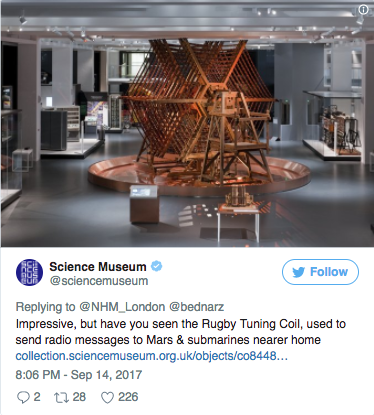 Science Museum
@sciencemuseum
Follow
Replying to @NHM_London @bednarz
Impressive, but have you seen the Rugby Tuning Coil, used to
send radio messages to Mars & submarines nearer home
collection.sciencemuseum.org.uk/objects/co8448…
8:06 PM - Sep 14, 2017
2 28 226